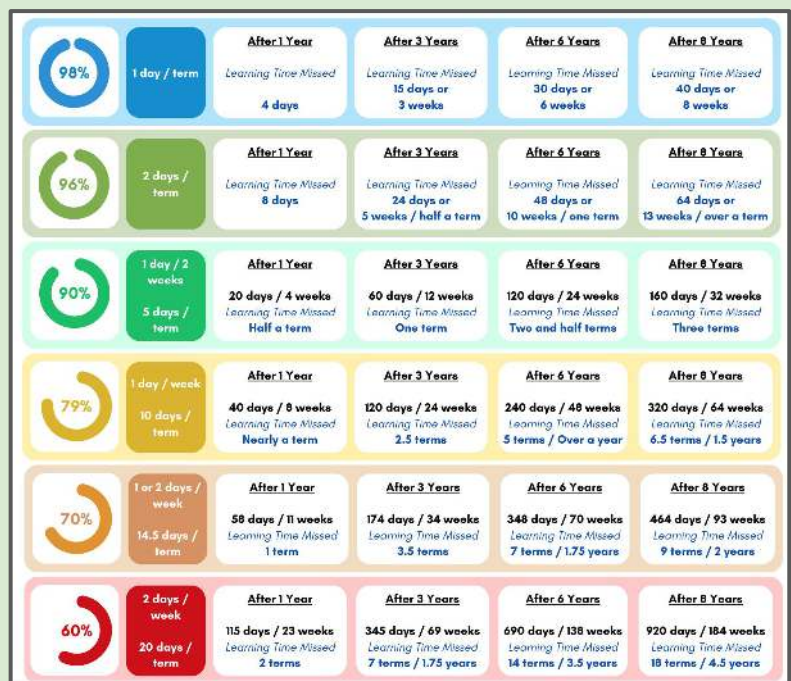 98%
1 day / term
After 1 Year
Learning Time Missed
4 days
After 3 Years
Learning Time Missed
15 days or
3 weeks
After 6 Years
Learning Time Missed
30 days or
6 weeks
After 8 Years
Learning Time Missed
40 days or
8 weeks
96%
2 days /
term
After 1 Year
Learning Time Missed
8 days
After 3 Years
Learning Time Missed
24 days or
5 weeks / half a term
After 6 Years
Learning Time Missed
48 days or
10 weeks / one term
After 8 Years
Learning Time Missed
64 days or
13 weeks / over a term
90%
1 day / 2
weeks
5 days /
term
After 1 Year
20 days / 4 weeks
Learning Time Missed
Half a term
After 3 Years
60 days / 12 weeks
Learning Time Missed
One term
After 6 Years
120 days / 24 weeks
Learning Time Missed
Two and half terms
After 8 Years
160 days / 32 weeks
Learning Time Missed
Three terms
79%
1 day / week
10 days /
term
After 1 Year
40 days / 8 weeks
Learning Time Missed
Nearly a term
After 3 Years
120 days / 24 weeks
Learning Time Missed
2.5 terms
After 6 Years
240 days / 48 weeks
Learning Time Missed
5 terms / Over a year
After 8 Years
320 days / 64 weeks
Learning Time Missed
6.5 terms / 1.5 years
70%
1 or 2 days /
week
14.5 days /
term
After 1 Year
58 days / 11 weeks
Learning Time Missed
1 term
After 3 Years
174 days / 34 weeks
Learning Time Missed
3.5 terms
After 6 Years
348 days / 70 weeks
Learning Time Missed
7 terms / 1.75 years
After 8 Years
464 days / 93 weeks
Learning Time Missed
9 terms / 2 years
60%
2 days /
week
20 days /
term
After 1 Year
115 days / 23 weeks
Learning Time Missed
2 terms
After 3 Years
345 days / 69 weeks
Learning Time Missed
7 terms / 1.75 years
After 6 Years
690 days / 138 weeks
Learning Time Missed
14 terms / 3.5 years
After 8 Years
920 days / 184 weeks
Learning Time Missed
18 terms / 4.5 years